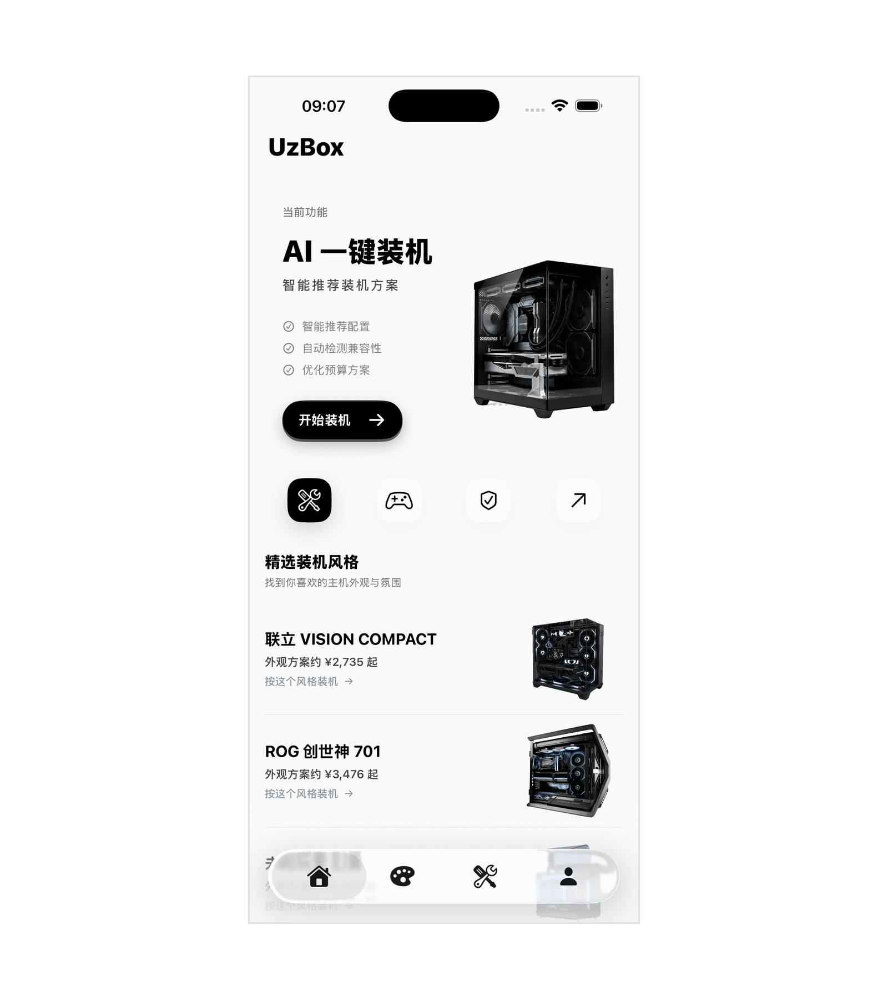 09:07
UzBox
当前功能
AI 一键装机
智能推荐装机方案
智能推荐配置
自动检测兼容性
优化预算方案
开始装机
精选装机风格
找到你喜欢的主机外观与氛围
联立 VISION COMPACT
外观方案约 ¥2,735 起
按这个风格装机
ROG 创世神 701
外观方案约 ¥3,476 起
按这个风格装机
按这个风格装机